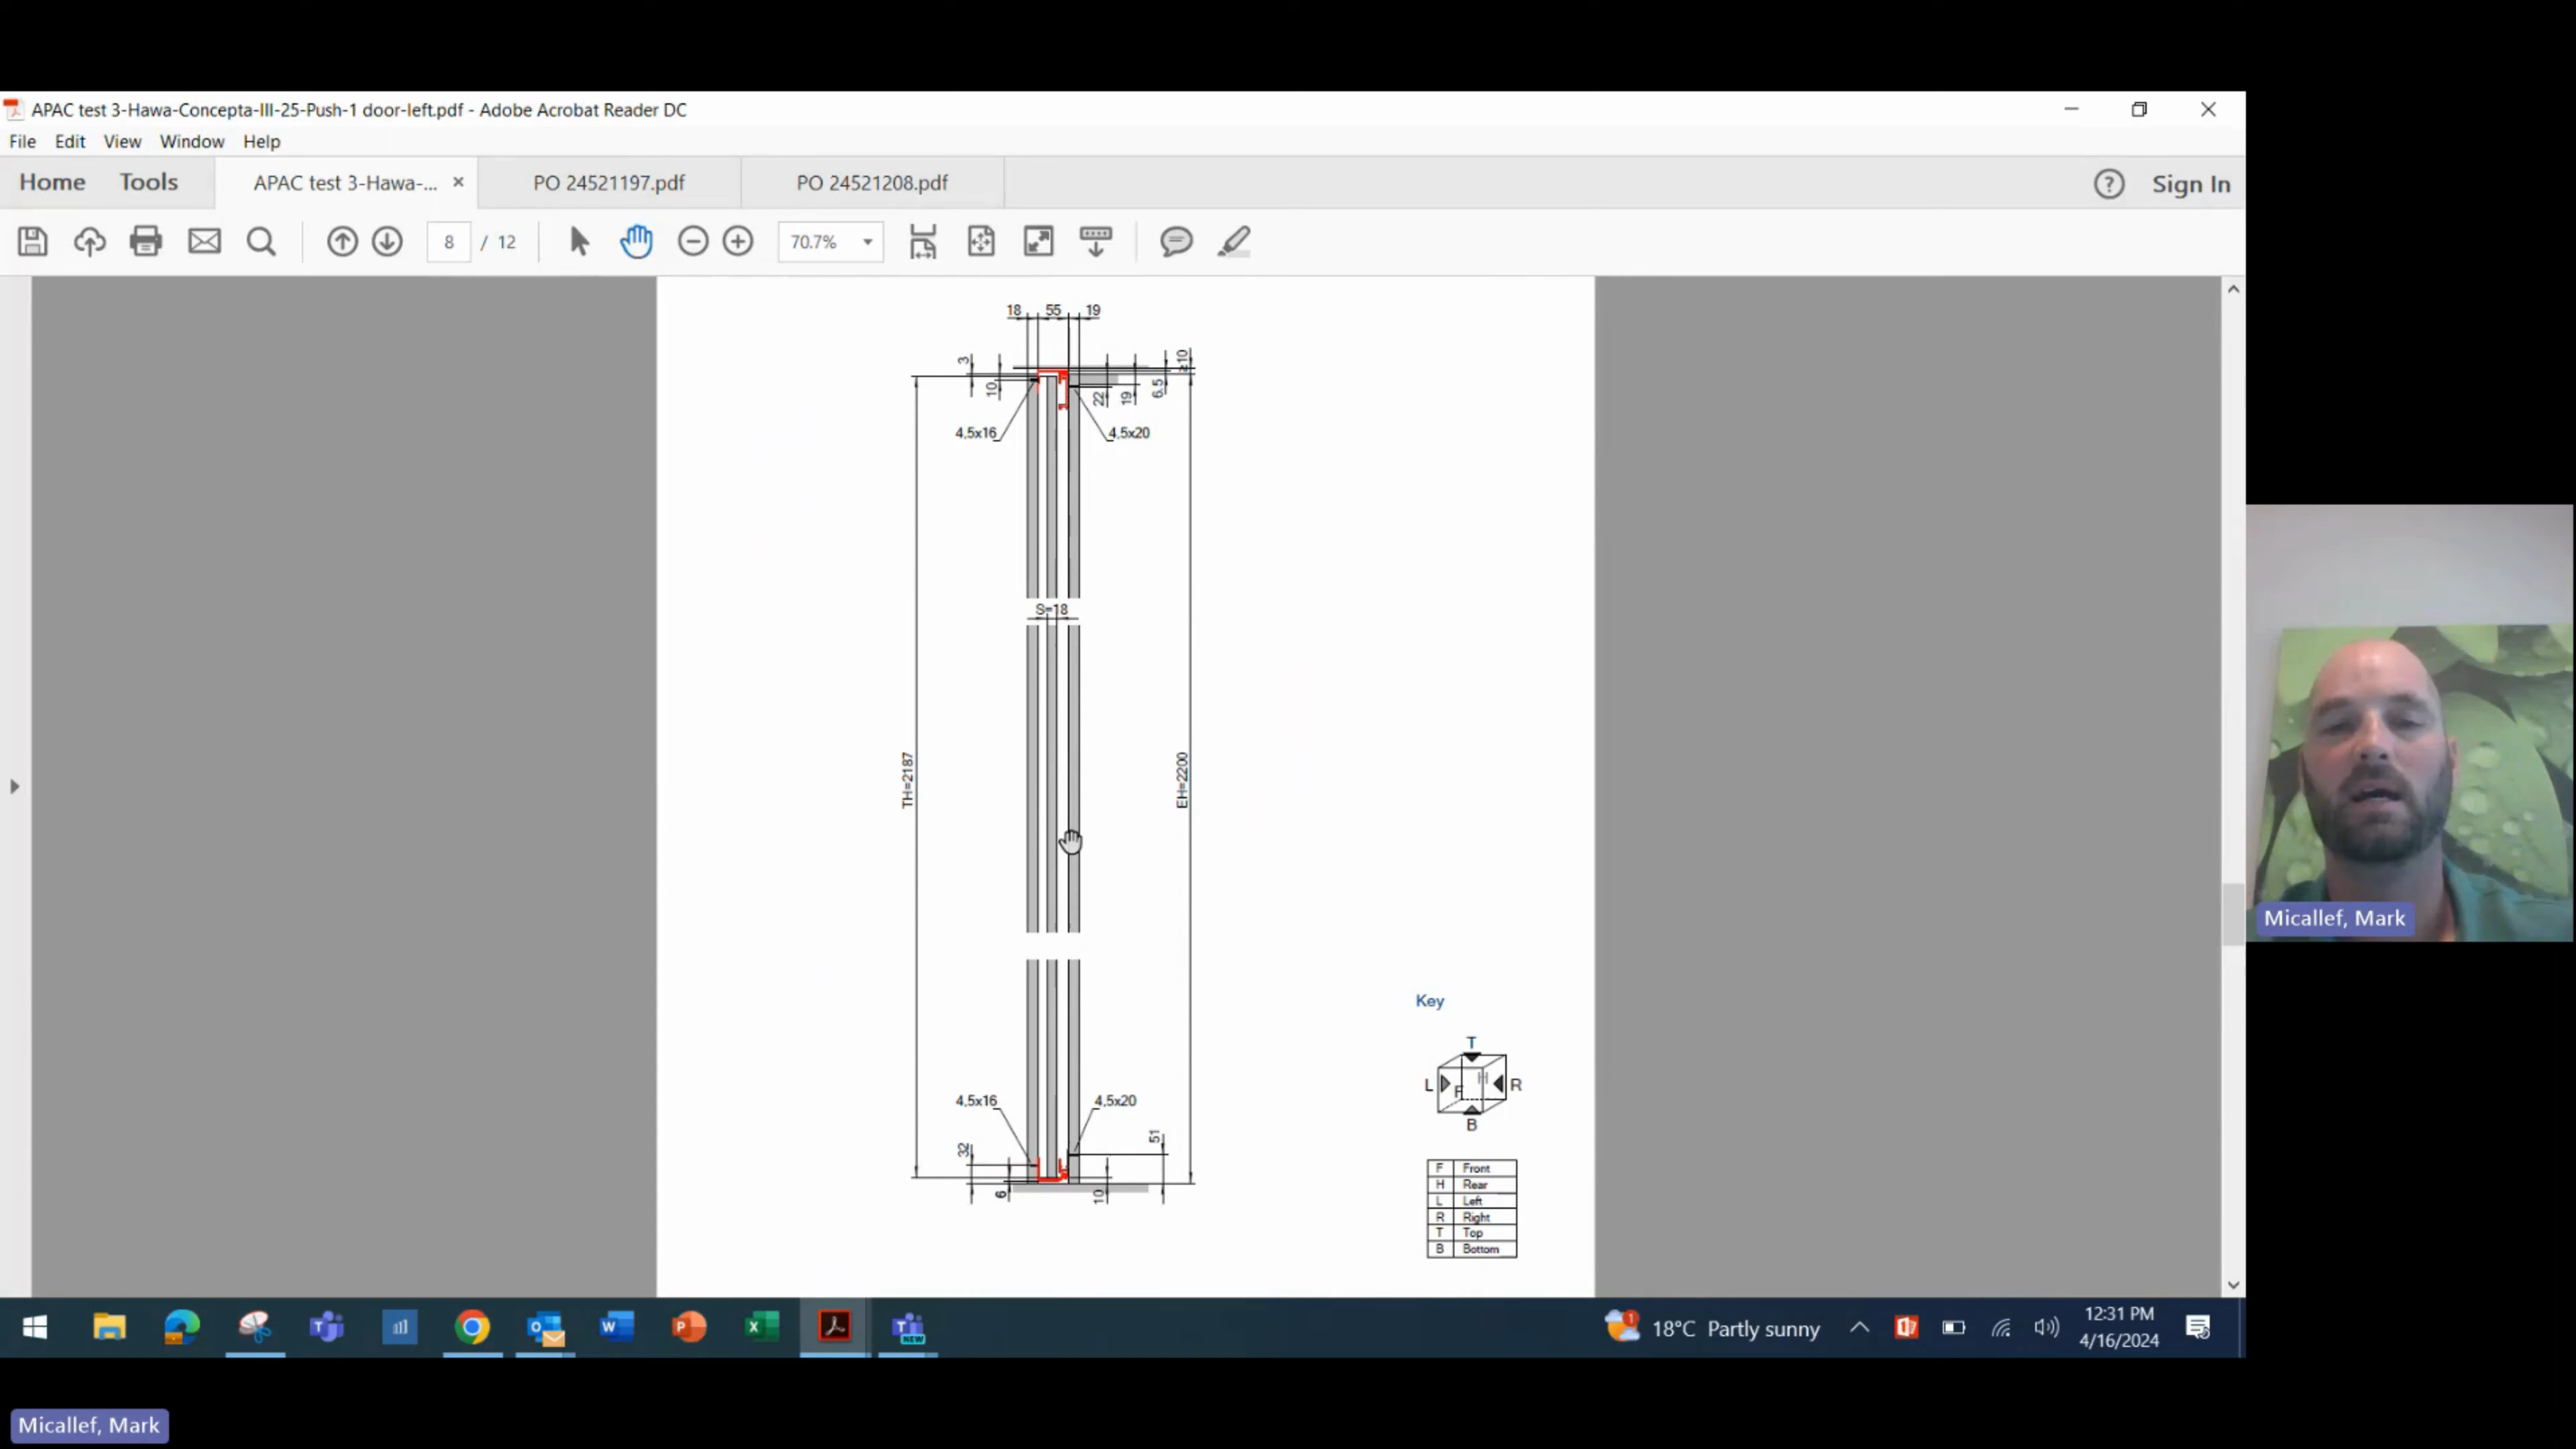 APAC test 3-Hawa-Concepta-III-25-Push-1 door-left.pdf - Adobe Acrobat Reader DC
File Edit View Window Help
Home Tools APAC test 3-Hawa-... × PO 24521197.pdf PO 24521208.pdf ? Sign In
8 / 12 70.7%
18 55 19
3
10
≥10
6.5
19
22
4,5x16 4,5x20
S=18
TH=2187
EH=2200
Key
T
L F H R
B
4,5x16 4,5x20
32
51
6
10
F Front
H Rear
L Left
R Right
T Top
B Bottom
Micallef, Mark
18°C Partly sunny
12:31 PM
4/16/2024
NEW
Micallef, Mark